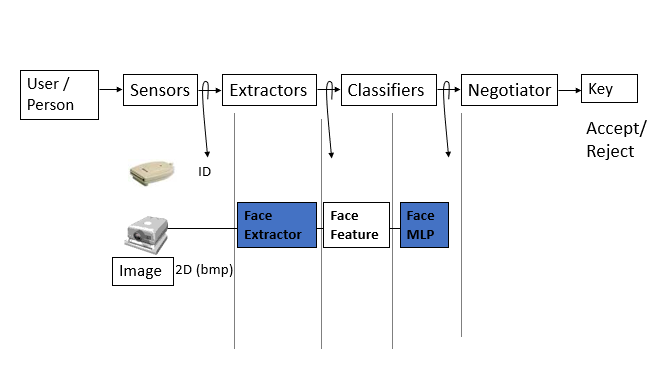 User /
Person
Sensors
Extractors
Classifiers
Negotiator
Key
Accept/
Reject
ID
Face
Extractor
Face
Feature
Face
MLP
Image
2D (bmp)